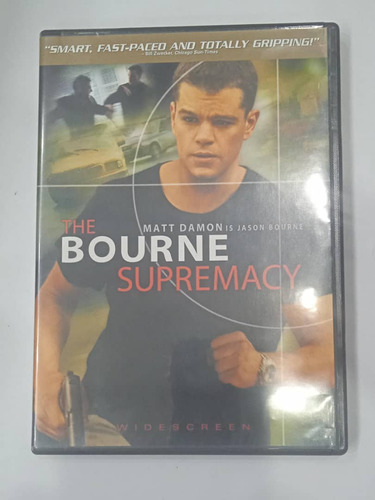 "SMART, FAST-PACED AND TOTALLY GRIPPING!"
- Bill Zwecker, Chicago Sun-Times
MATT DAMON IS JASON BOURNE
THE
BOURNE
SUPREMACY
WIDESCREEN